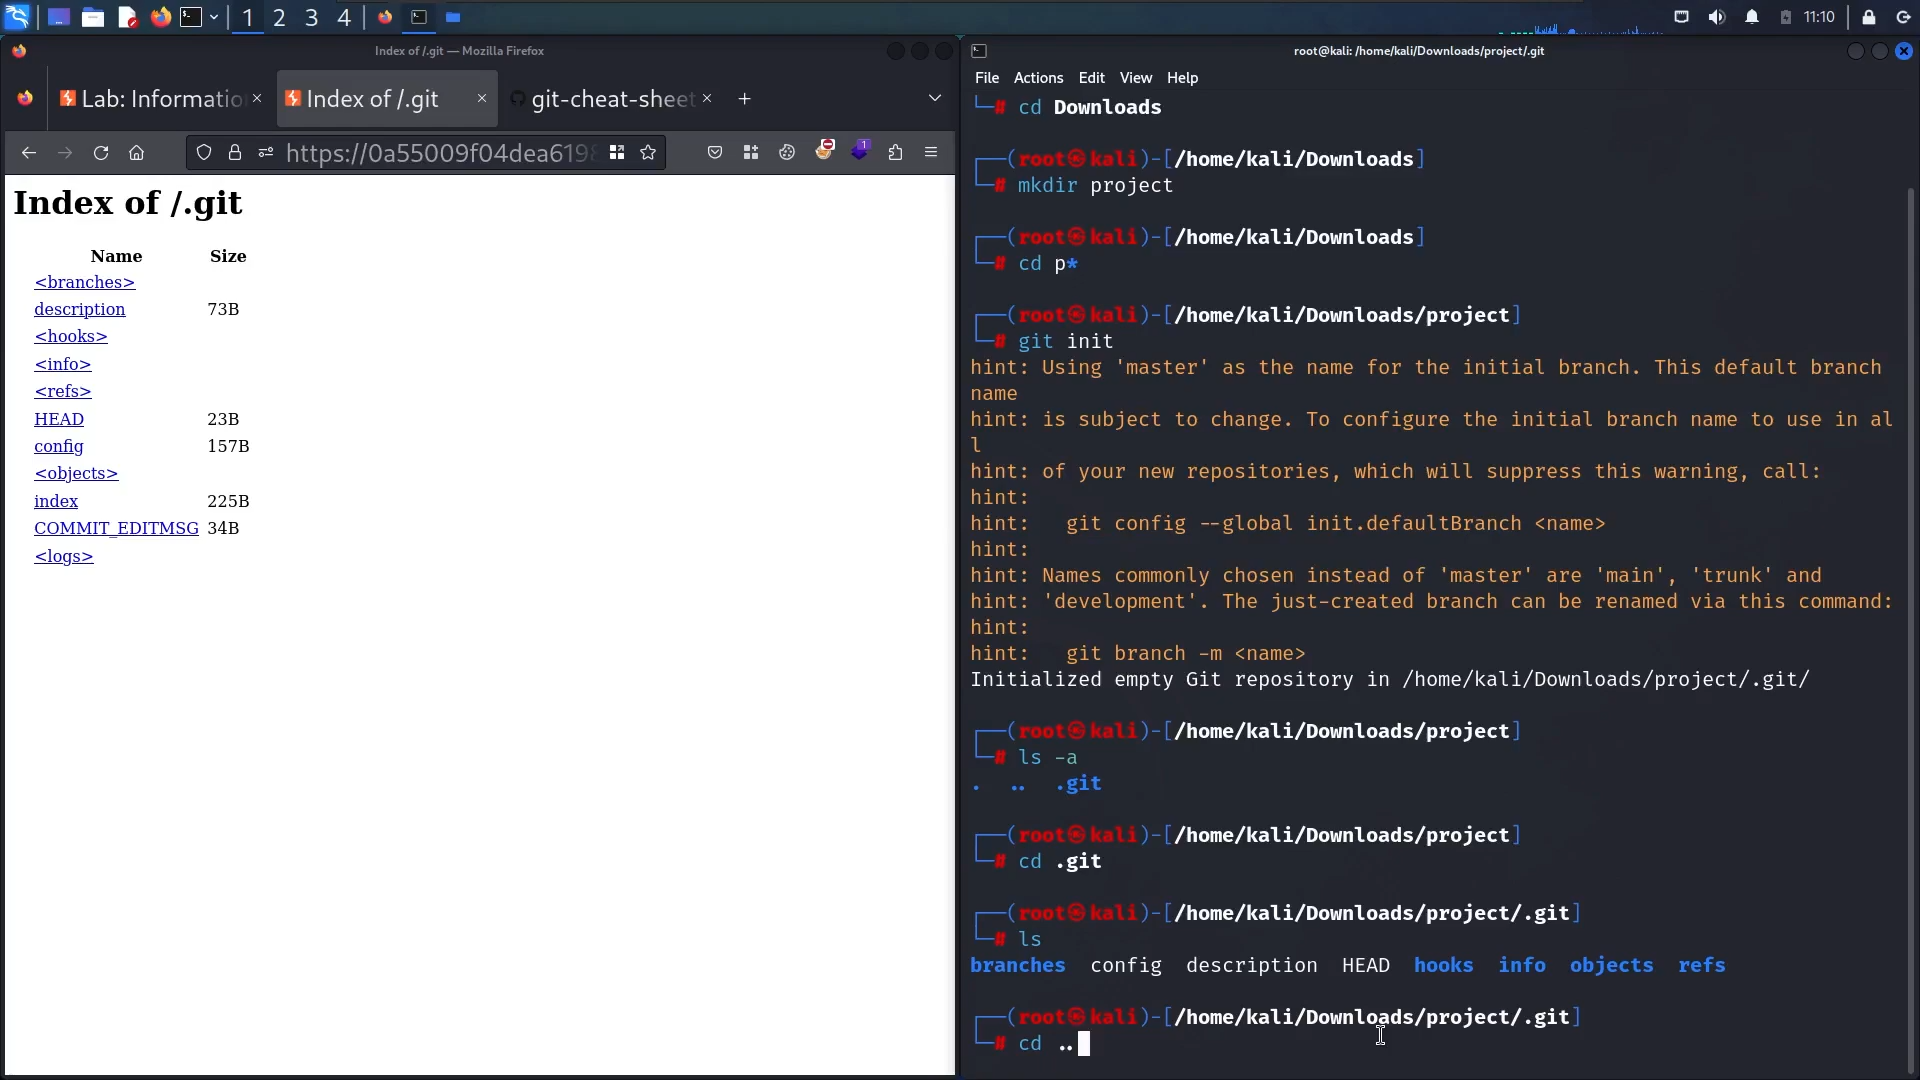 1 2 3 4
11:10
Index of /.git — Mozilla Firefox
Lab: Informatio
Index of /.git
git-cheat-sheet
https://0a55009f04dea6198
1
Index of /.git
Name Size
<branches>
description 73B
<hooks>
<info>
<refs>
HEAD 23B
config 157B
<objects>
index 225B
COMMIT_EDITMSG 34B
<logs>
root@kali: /home/kali/Downloads/project/.git
File Actions Edit View Help
└─# cd Downloads
┌──(root㉿kali)-[/home/kali/Downloads]
└─# mkdir project
┌──(root㉿kali)-[/home/kali/Downloads]
└─# cd p*
┌──(root㉿kali)-[/home/kali/Downloads/project]
└─# git init
hint: Using 'master' as the name for the initial branch. This default branch
name
hint: is subject to change. To configure the initial branch name to use in al
l
hint: of your new repositories, which will suppress this warning, call:
hint:
hint:   git config --global init.defaultBranch <name>
hint:
hint: Names commonly chosen instead of 'master' are 'main', 'trunk' and
hint: 'development'. The just-created branch can be renamed via this command:
hint:
hint:   git branch -m <name>
Initialized empty Git repository in /home/kali/Downloads/project/.git/
┌──(root㉿kali)-[/home/kali/Downloads/project]
└─# ls -a
.  ..  .git
┌──(root㉿kali)-[/home/kali/Downloads/project]
└─# cd .git
┌──(root㉿kali)-[/home/kali/Downloads/project/.git]
└─# ls
branches  config  description  HEAD  hooks  info  objects  refs
┌──(root㉿kali)-[/home/kali/Downloads/project/.git]
└─# cd ..